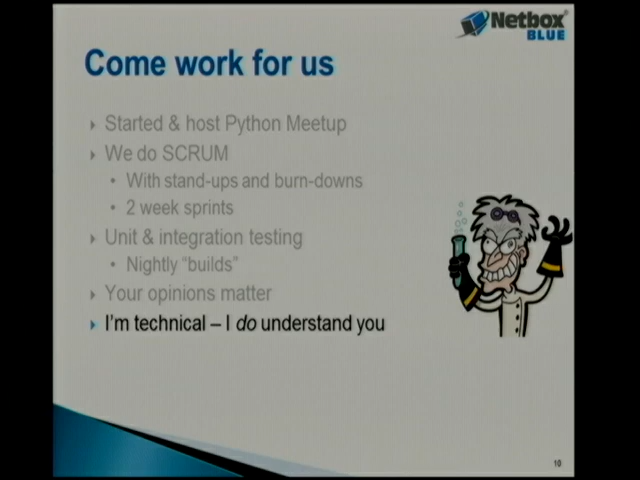 Netbox®
BLUE
Come work for us
Started & host Python Meetup
We do SCRUM
With stand-ups and burn-downs
2 week sprints
Unit & integration testing
Nightly “builds”
Your opinions matter
I’m technical – I do understand you
10